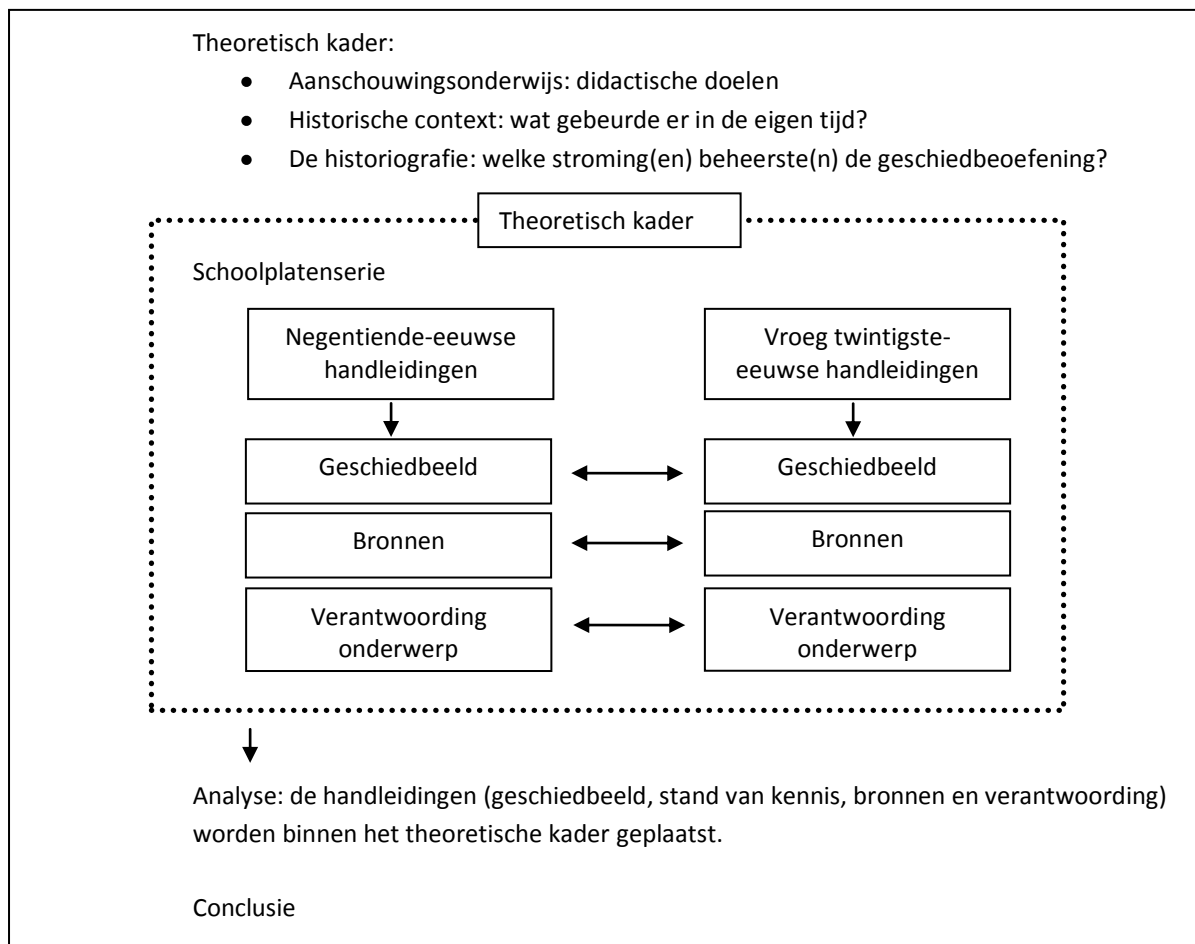 Theoretisch kader:
● Aanschouwingsonderwijs: didactische doelen
● Historische context: wat gebeurde er in de eigen tijd?
● De historiografie: welke stroming(en) beheerste(n) de geschiedbeoefening?
Theoretisch kader
Schoolplatenserie
Negentiende-eeuwse
handleidingen
Vroeg twintigste-
eeuwse handleidingen
Geschiedbeeld
Geschiedbeeld
Bronnen
Bronnen
Verantwoording
onderwerp
Verantwoording
onderwerp
Analyse: de handleidingen (geschiedbeeld, stand van kennis, bronnen en verantwoording)
worden binnen het theoretische kader geplaatst.
Conclusie